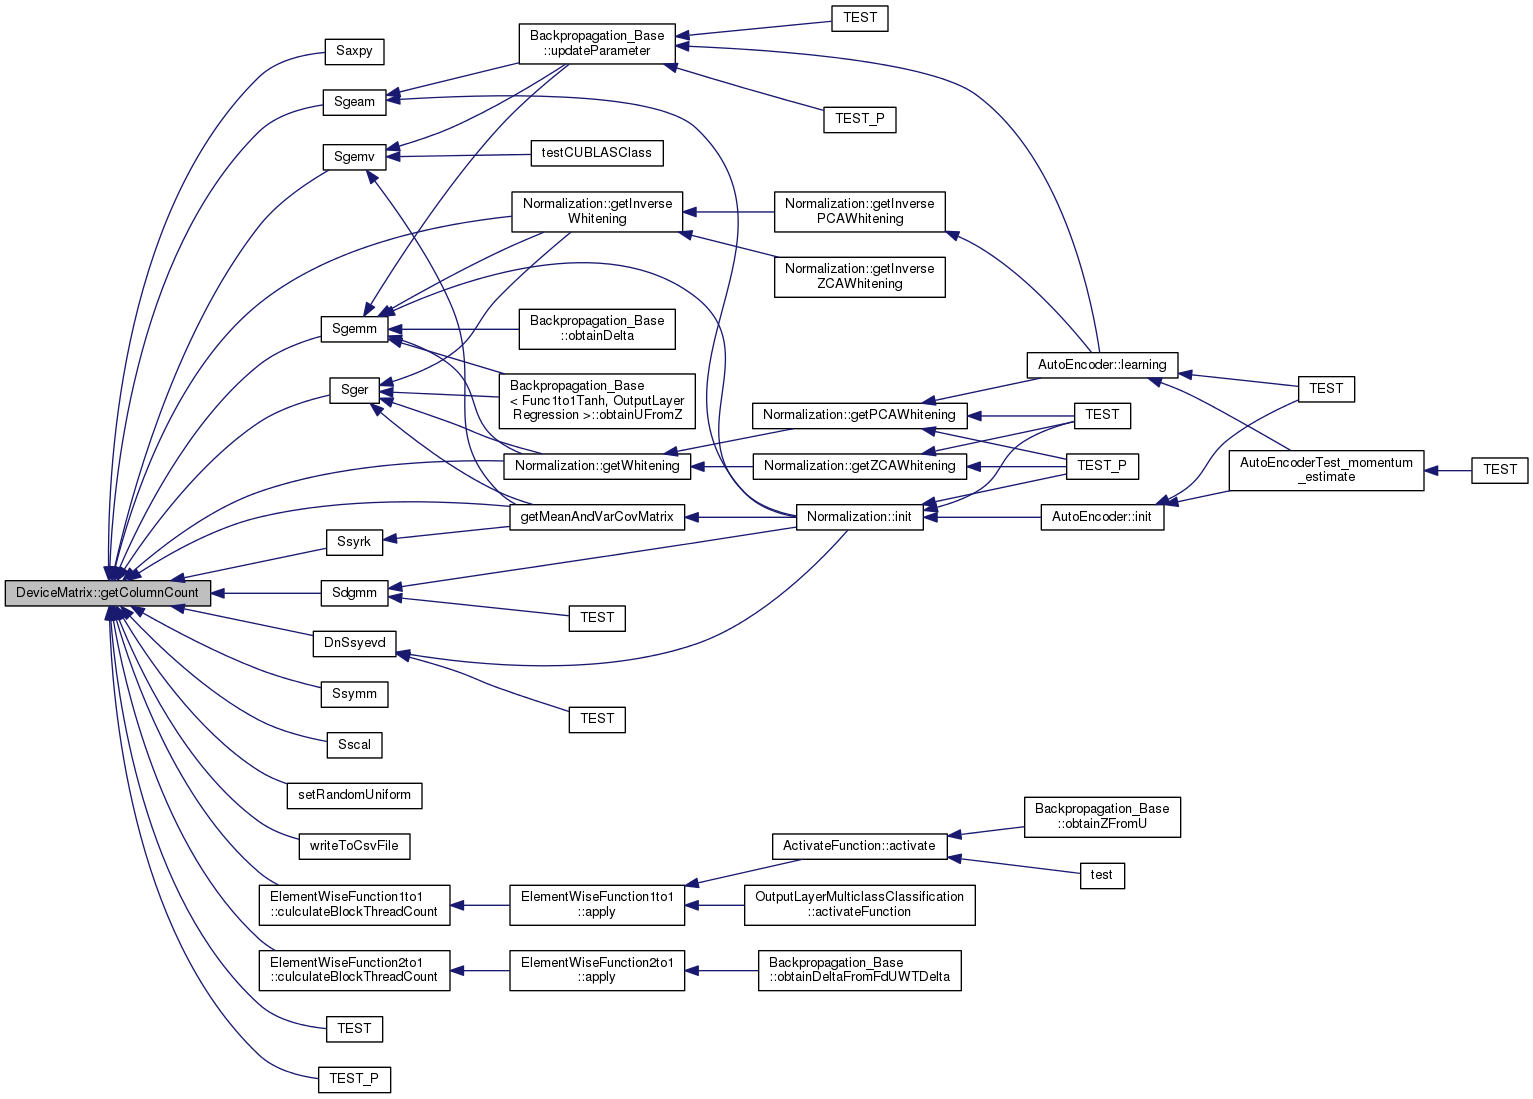 TEST
Backpropagation_Base
::updateParameter
Saxpy
Sgeam
TEST_P
Sgemv
testCUBLASClass
Normalization::getInverse
Whitening
Normalization::getInverse
PCAWhitening
Normalization::getInverse
ZCAWhitening
Sgemm
Backpropagation_Base
::obtainDelta
AutoEncoder::learning
Sger
Backpropagation_Base
< Func1to1Tanh, OutputLayer
Regression >::obtainUFromZ
TEST
Normalization::getPCAWhitening
TEST
Normalization::getWhitening
Normalization::getZCAWhitening
TEST_P
AutoEncoderTest_momentum
_estimate
TEST
getMeanAndVarCovMatrix
Normalization::init
AutoEncoder::init
Ssyrk
DeviceMatrix::getColumnCount
Sdgmm
TEST
DnSsyevd
Ssymm
TEST
Sscal
setRandomUniform
writeToCsvFile
Backpropagation_Base
::obtainZFromU
ActivateFunction::activate
test
ElementWiseFunction1to1
::culculateBlockThreadCount
ElementWiseFunction1to1
::apply
OutputLayerMulticlassClassification
::activateFunction
ElementWiseFunction2to1
::culculateBlockThreadCount
ElementWiseFunction2to1
::apply
Backpropagation_Base
::obtainDeltaFromFdUWTDelta
TEST
TEST_P